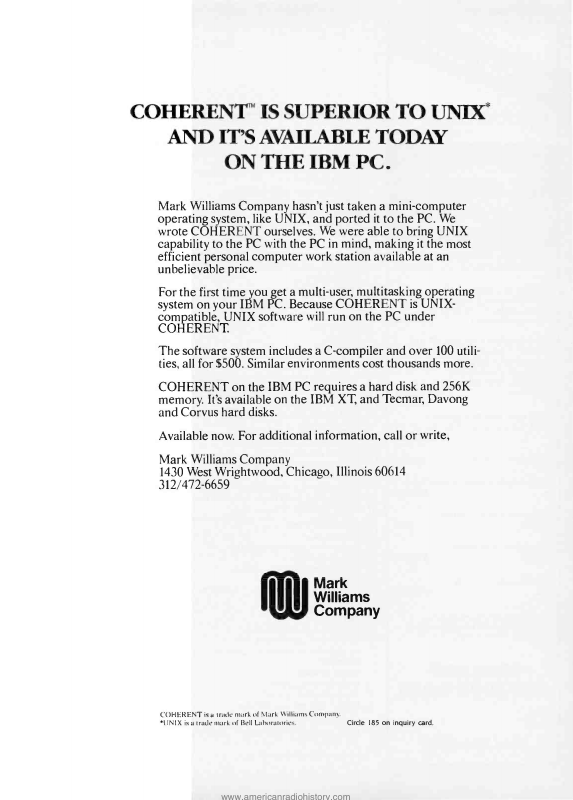 COHERENT™ IS SUPERIOR TO UNIX*
AND IT'S AVAILABLE TODAY
ON THE IBM PC.
Mark Williams Company hasn't just taken a mini-computer
operating system, like UNIX, and ported it to the PC. We
wrote COHERENT ourselves. We were able to bring UNIX
capability to the PC with the PC in mind, making it the most
efficient personal computer work station available at an
unbelievable price.
For the first time you get a multi-user, multitasking operating
system on your IBM PC. Because COHERENT is UNIX-
compatible, UNIX software will run on the PC under
COHERENT.
The software system includes a C-compiler and over 100 utili-
ties, all for $500. Similar environments cost thousands more.
COHERENT on the IBM PC requires a hard disk and 256K
memory. It's available on the IBM XT, and Tecmar, Davong
and Corvus hard disks.
Available now. For additional information, call or write,
Mark Williams Company
1430 West Wrightwood, Chicago, Illinois 60614
312/472-6659
Mark
Williams
Company
COHERENT is a trade mark of Mark Williams Company.
*UNIX is a trade mark of Bell Laboratories.
Circle 185 on inquiry card.
www.americanradiohistory.com